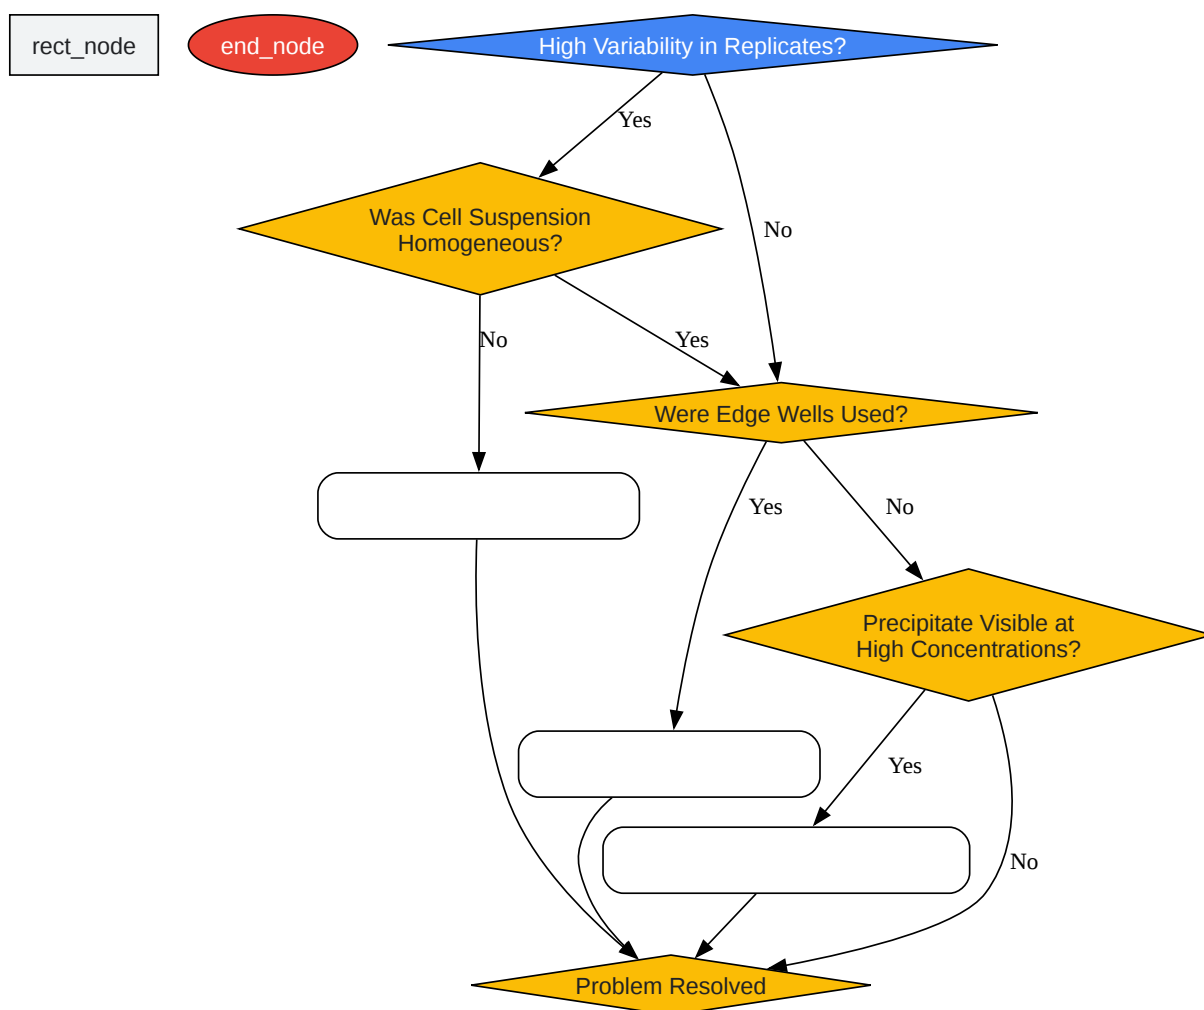 rect_node
end_node
High Variability in Replicates?
Yes
Was Cell Suspension
Homogeneous?
No
No
Yes
Were Edge Wells Used?
Yes
No
Precipitate Visible at
High Concentrations?
Yes
No
Problem Resolved